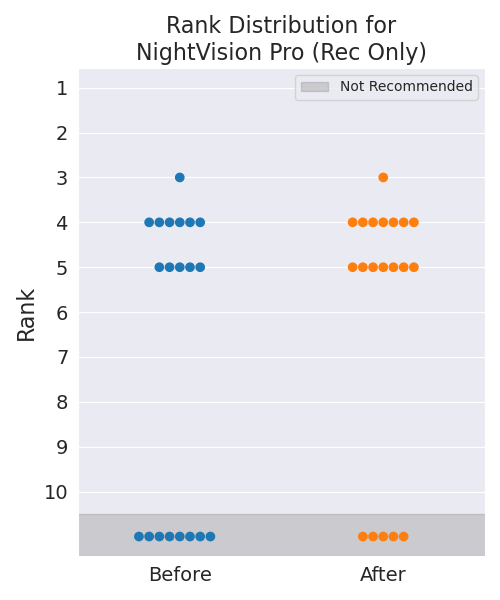 Rank Distribution for
NightVision Pro (Rec Only)
Not Recommended
1
2
3
4
5
6
7
8
9
10
Rank
Before After